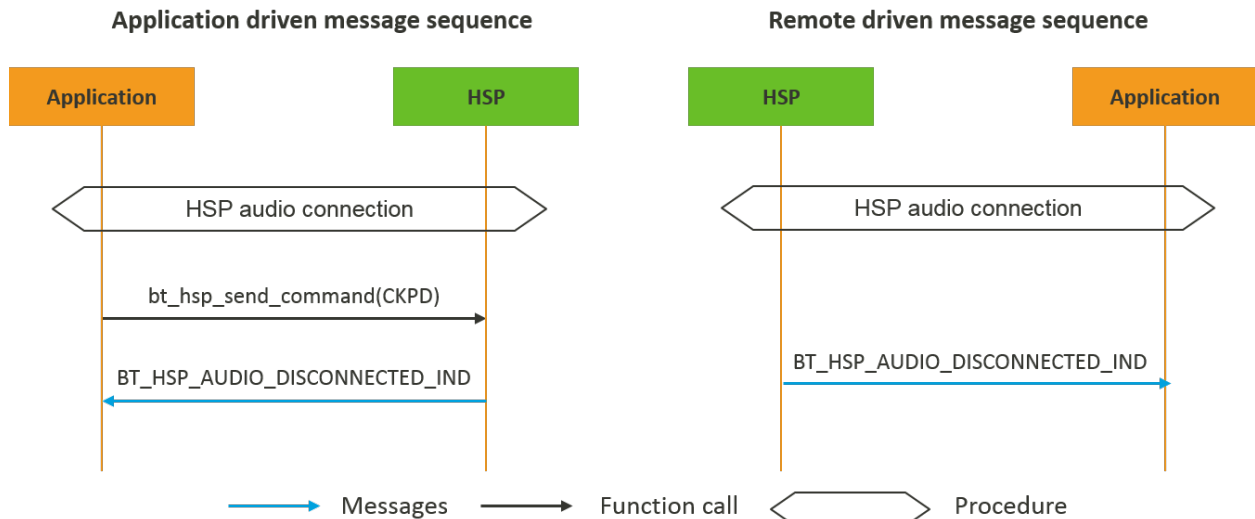 Application driven message sequence
Remote driven message sequence
Application
HSP
HSP
Application
HSP audio connection
HSP audio connection
bt_hsp_send_command(CKPD)
BT_HSP_AUDIO_DISCONNECTED_IND
BT_HSP_AUDIO_DISCONNECTED_IND
Messages
Function call
Procedure